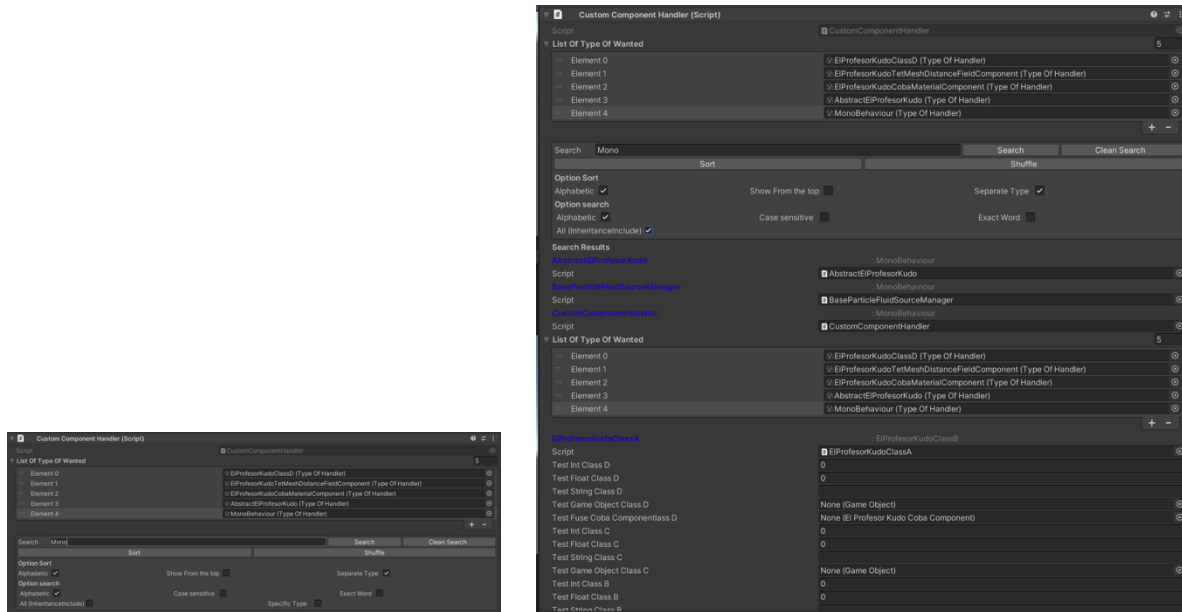 Custom Component Handler (Script)
Script CustomComponentHandler
List Of Type Of Wanted 5
Element 0 ElProfesorKudoClassD (Type Of Handler)
Element 1 ElProfesorKudoTetMeshDistanceFieldComponent (Type Of Handler)
Element 2 ElProfesorKudoCobaMaterialComponent (Type Of Handler)
Element 3 AbstractElProfesorKudo (Type Of Handler)
Element 4 MonoBehaviour (Type Of Handler)
+ -
Search Mono Search Clean Search
Sort Shuffle
Option Sort
Alphabetic Show From the top Separate Type
Option search
Alphabetic Case sensitive Exact Word
All (InheritanceInclude) Specific Type
Custom Component Handler (Script)
Script CustomComponentHandler
List Of Type Of Wanted 5
Element 0 ElProfesorKudoClassD (Type Of Handler)
Element 1 ElProfesorKudoTetMeshDistanceFieldComponent (Type Of Handler)
Element 2 ElProfesorKudoCobaMaterialComponent (Type Of Handler)
Element 3 AbstractElProfesorKudo (Type Of Handler)
Element 4 MonoBehaviour (Type Of Handler)
+ -
Search Mono Search Clean Search
Sort Shuffle
Option Sort
Alphabetic Show From the top Separate Type
Option search
Alphabetic Case sensitive Exact Word
All (InheritanceInclude)
Search Results
AbstractElProfesorKudo : MonoBehaviour
Script AbstractElProfesorKudo
BaseParticleFluidSourceManager : MonoBehaviour
Script BaseParticleFluidSourceManager
CustomComponentHandler : MonoBehaviour
Script CustomComponentHandler
List Of Type Of Wanted 5
Element 0 ElProfesorKudoClassD (Type Of Handler)
Element 1 ElProfesorKudoTetMeshDistanceFieldComponent (Type Of Handler)
Element 2 ElProfesorKudoCobaMaterialComponent (Type Of Handler)
Element 3 AbstractElProfesorKudo (Type Of Handler)
Element 4 MonoBehaviour (Type Of Handler)
+ -
ElProfesorKudoClassA : ElProfesorKudoClassB
Script ElProfesorKudoClassA
Test Int Class D 0
Test Float Class D 0
Test String Class D
Test Game Object Class D None (Game Object)
Test Fuse Coba Componentlass D None (El Profesor Kudo Coba Component)
Test Int Class C 0
Test Float Class C 0
Test String Class C
Test Game Object Class C None (Game Object)
Test Int Class B 0
Test Float Class B 0
Test String Class B